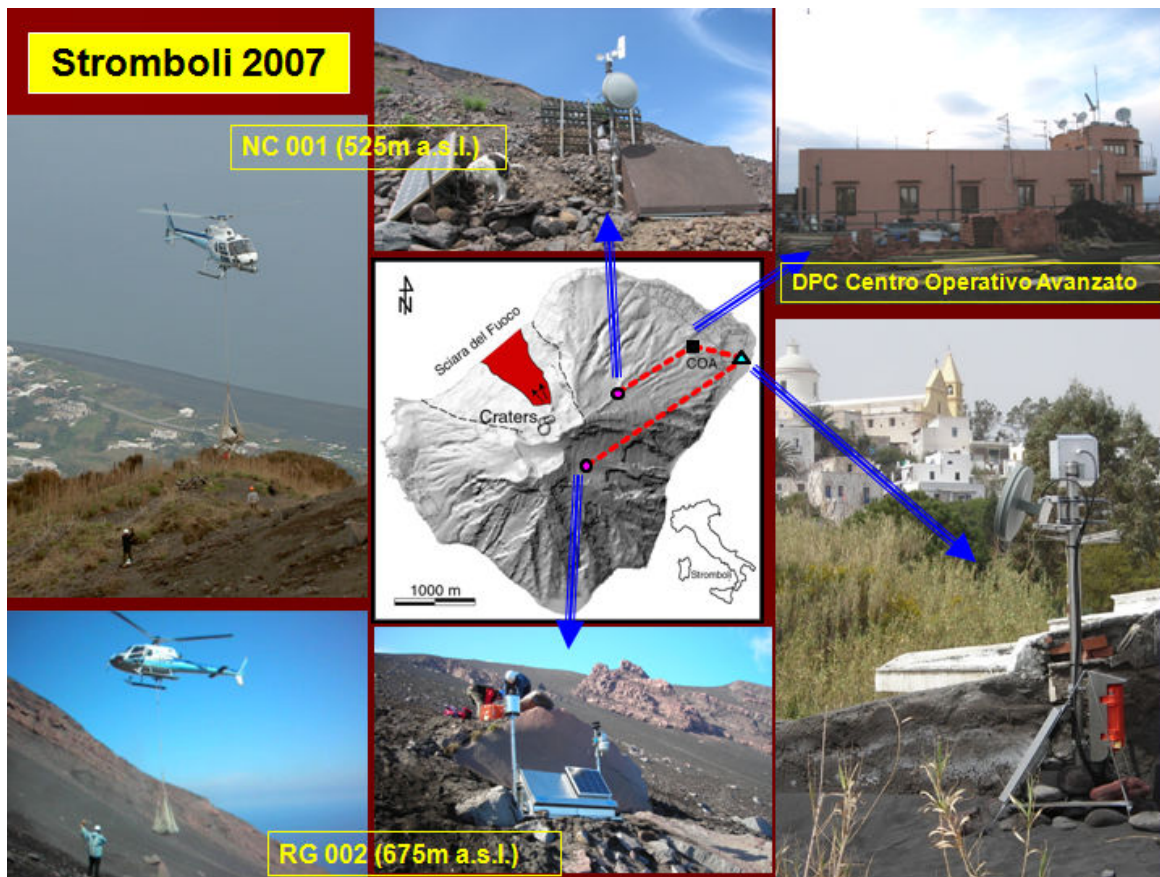 Stromboli 2007
NC 001 (525m a.s.l.)
DPC Centro Operativo Avanzato
N
Sciara del Fuoco
COA
Craters
1000 m
Stromboli
RG 002 (675m a.s.l.)